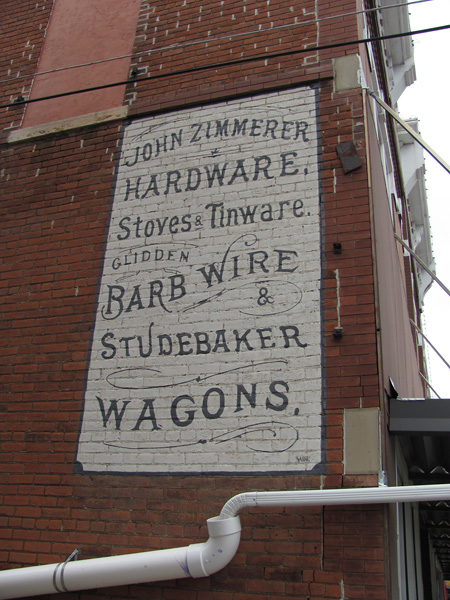 JOHN ZIMMERER
HARDWARE,
Stoves & Tinware.
GLIDDEN
BARB WIRE
&
STUDEBAKER
WAGONS.